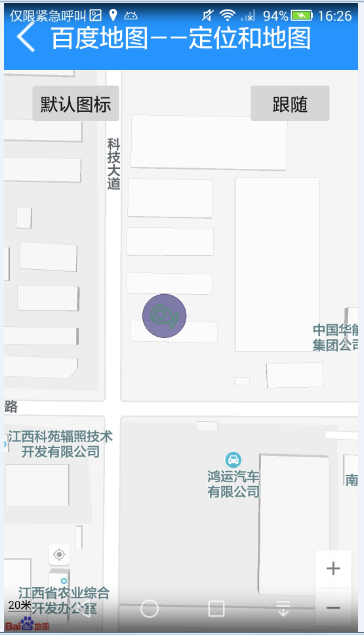 仅限紧急呼叫 94% 16:26
百度地图——定位和地图
默认图标 跟随
科技大道
中国华能
集团公司
路
江西科苑辐照技术
开发有限公司
鸿运汽车
有限公司
南
江西省农业综合
开发办公室
20米
Bai 地图